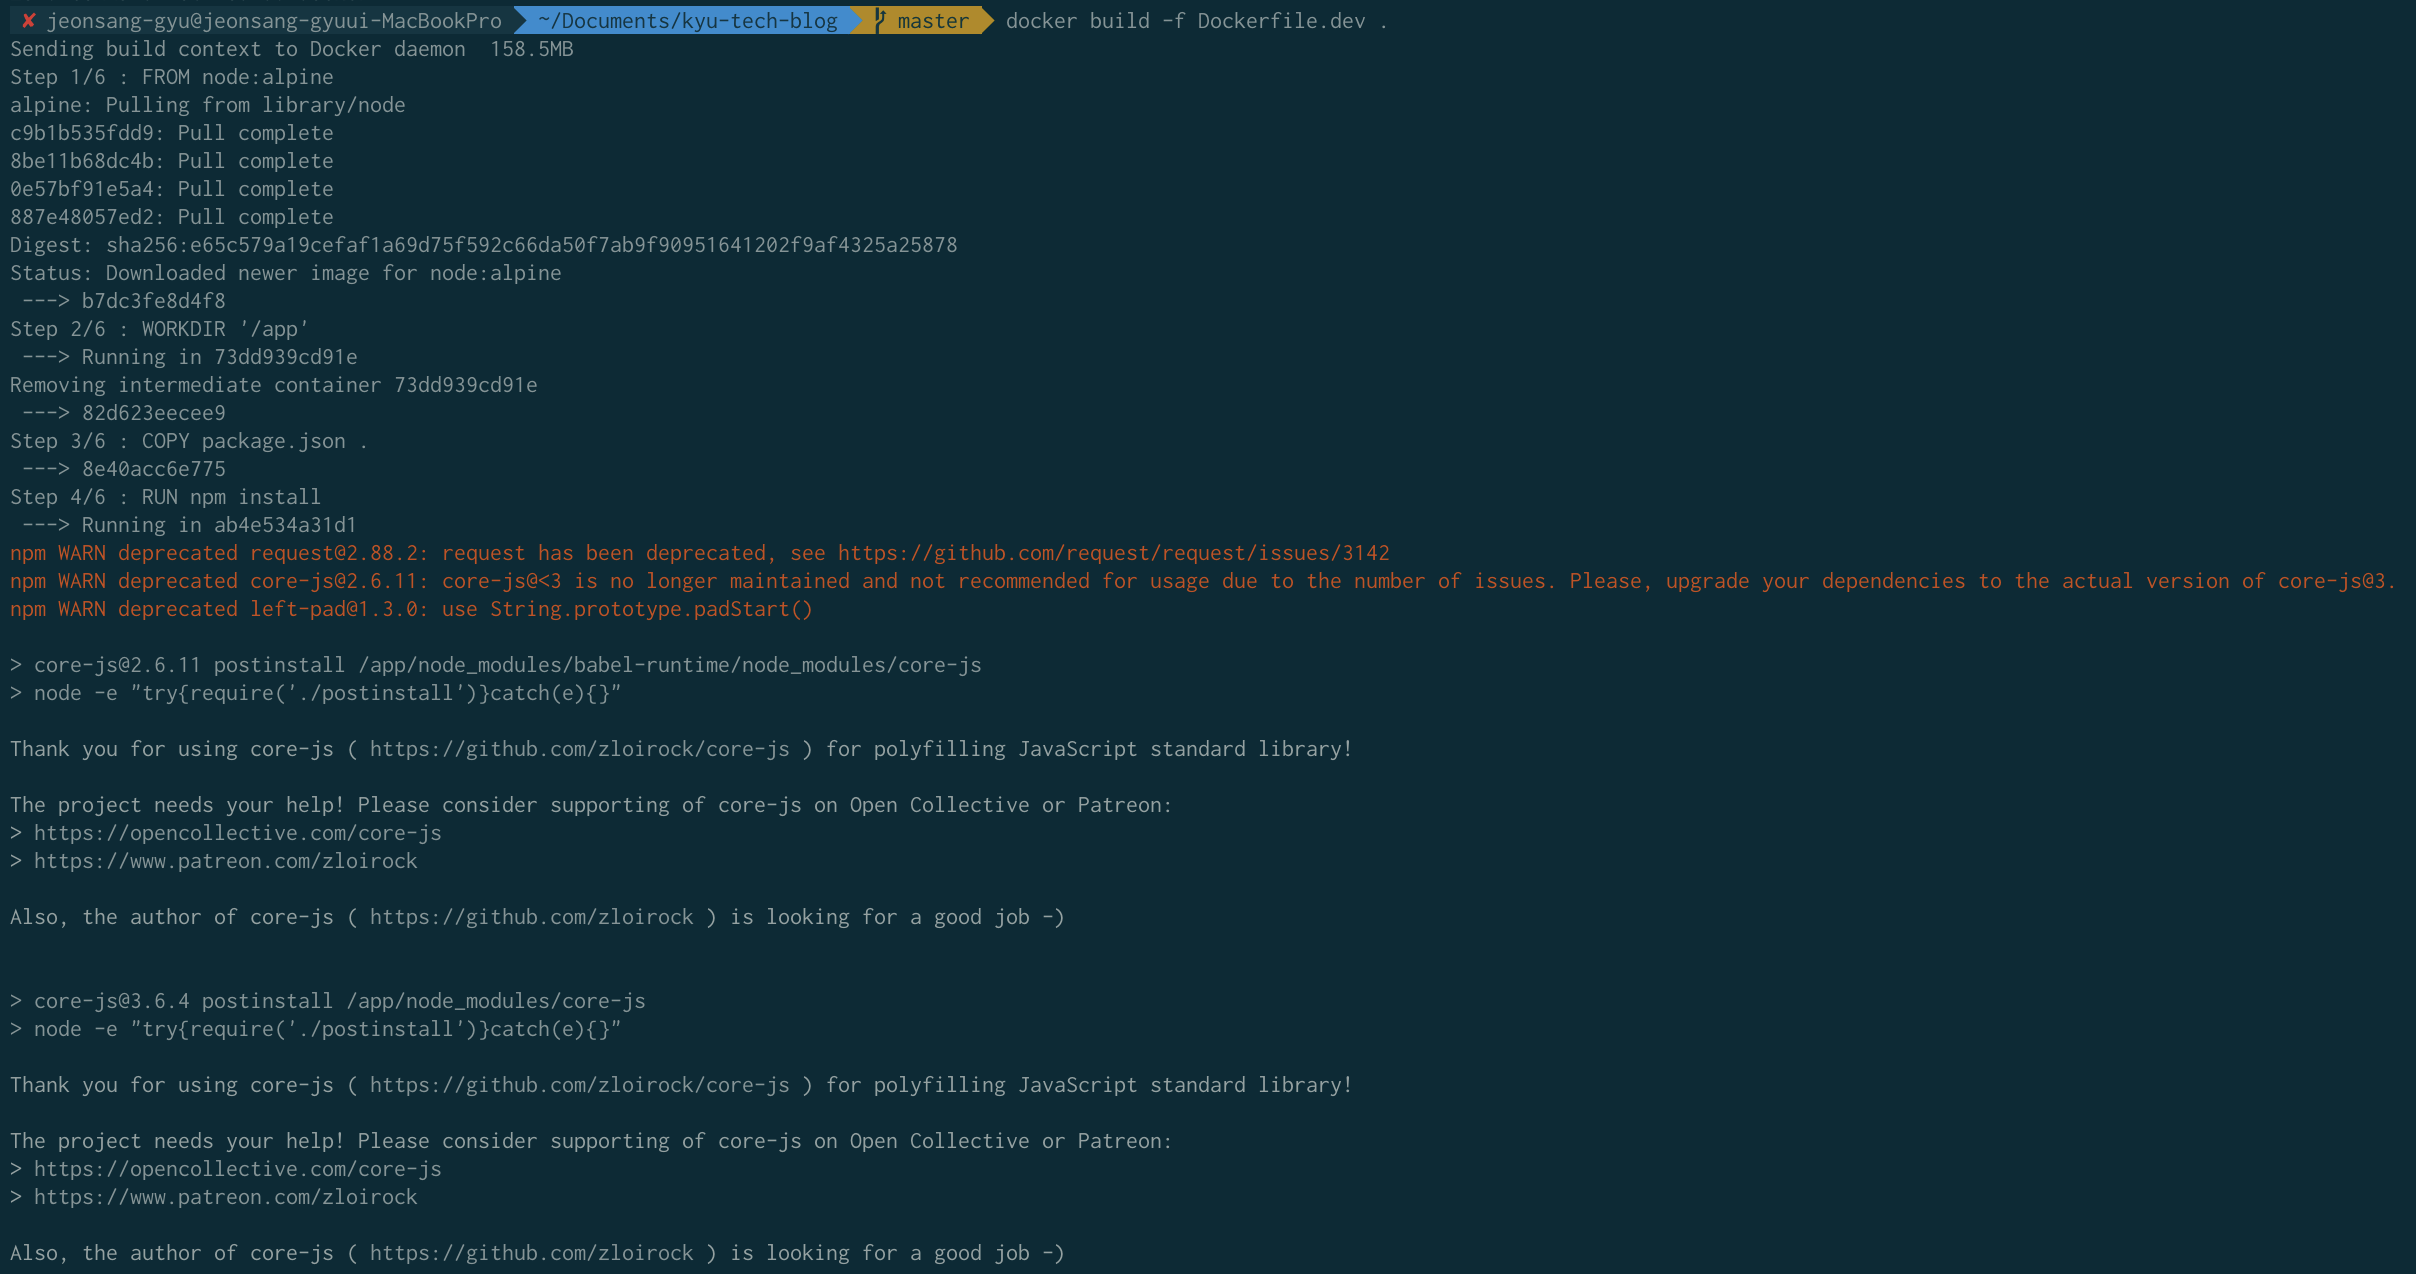 ✘ jeonsang-gyu@jeonsang-gyuui-MacBookPro ~/Documents/kyu-tech-blog master docker build -f Dockerfile.dev .
Sending build context to Docker daemon  158.5MB
Step 1/6 : FROM node:alpine
alpine: Pulling from library/node
c9b1b535fdd9: Pull complete
8be11b68dc4b: Pull complete
0e57bf91e5a4: Pull complete
887e48057ed2: Pull complete
Digest: sha256:e65c579a19cefaf1a69d75f592c66da50f7ab9f90951641202f9af4325a25878
Status: Downloaded newer image for node:alpine
 ---> b7dc3fe8d4f8
Step 2/6 : WORKDIR '/app'
 ---> Running in 73dd939cd91e
Removing intermediate container 73dd939cd91e
 ---> 82d623eecee9
Step 3/6 : COPY package.json .
 ---> 8e40acc6e775
Step 4/6 : RUN npm install
 ---> Running in ab4e534a31d1
npm WARN deprecated request@2.88.2: request has been deprecated, see https://github.com/request/request/issues/3142
npm WARN deprecated core-js@2.6.11: core-js@<3 is no longer maintained and not recommended for usage due to the number of issues. Please, upgrade your dependencies to the actual version of core-js@3.
npm WARN deprecated left-pad@1.3.0: use String.prototype.padStart()
> core-js@2.6.11 postinstall /app/node_modules/babel-runtime/node_modules/core-js
> node -e "try{require('./postinstall')}catch(e){}"
Thank you for using core-js ( https://github.com/zloirock/core-js ) for polyfilling JavaScript standard library!
The project needs your help! Please consider supporting of core-js on Open Collective or Patreon:
> https://opencollective.com/core-js
> https://www.patreon.com/zloirock
Also, the author of core-js ( https://github.com/zloirock ) is looking for a good job -)
> core-js@3.6.4 postinstall /app/node_modules/core-js
> node -e "try{require('./postinstall')}catch(e){}"
Thank you for using core-js ( https://github.com/zloirock/core-js ) for polyfilling JavaScript standard library!
The project needs your help! Please consider supporting of core-js on Open Collective or Patreon:
> https://opencollective.com/core-js
> https://www.patreon.com/zloirock
Also, the author of core-js ( https://github.com/zloirock ) is looking for a good job -)